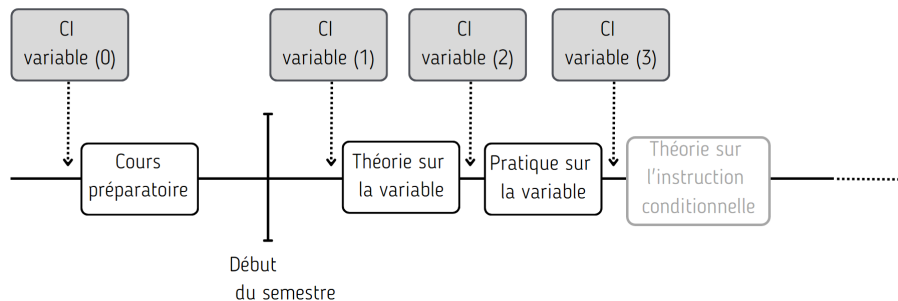 CI
variable (0)
CI
variable (1)
CI
variable (2)
CI
variable (3)
Cours
préparatoire
Théorie sur
la variable
Pratique sur
la variable
Théorie sur
l'instruction
conditionnelle
Début
du semestre